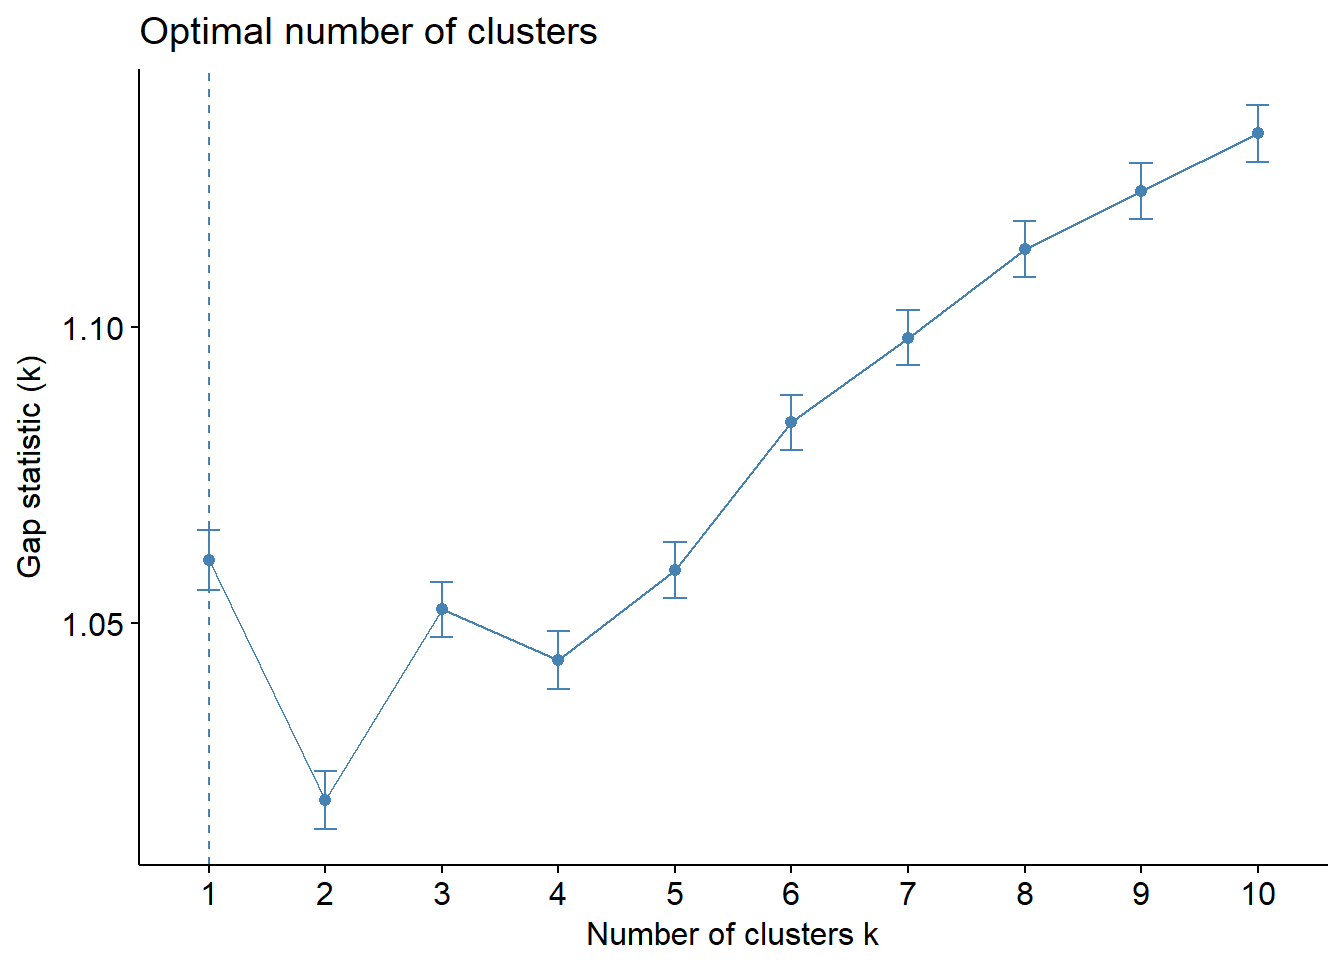 Optimal number of clusters
Gap statistic (k)
1.10
1.05
1 2 3 4 5 6 7 8 9 10
Number of clusters k